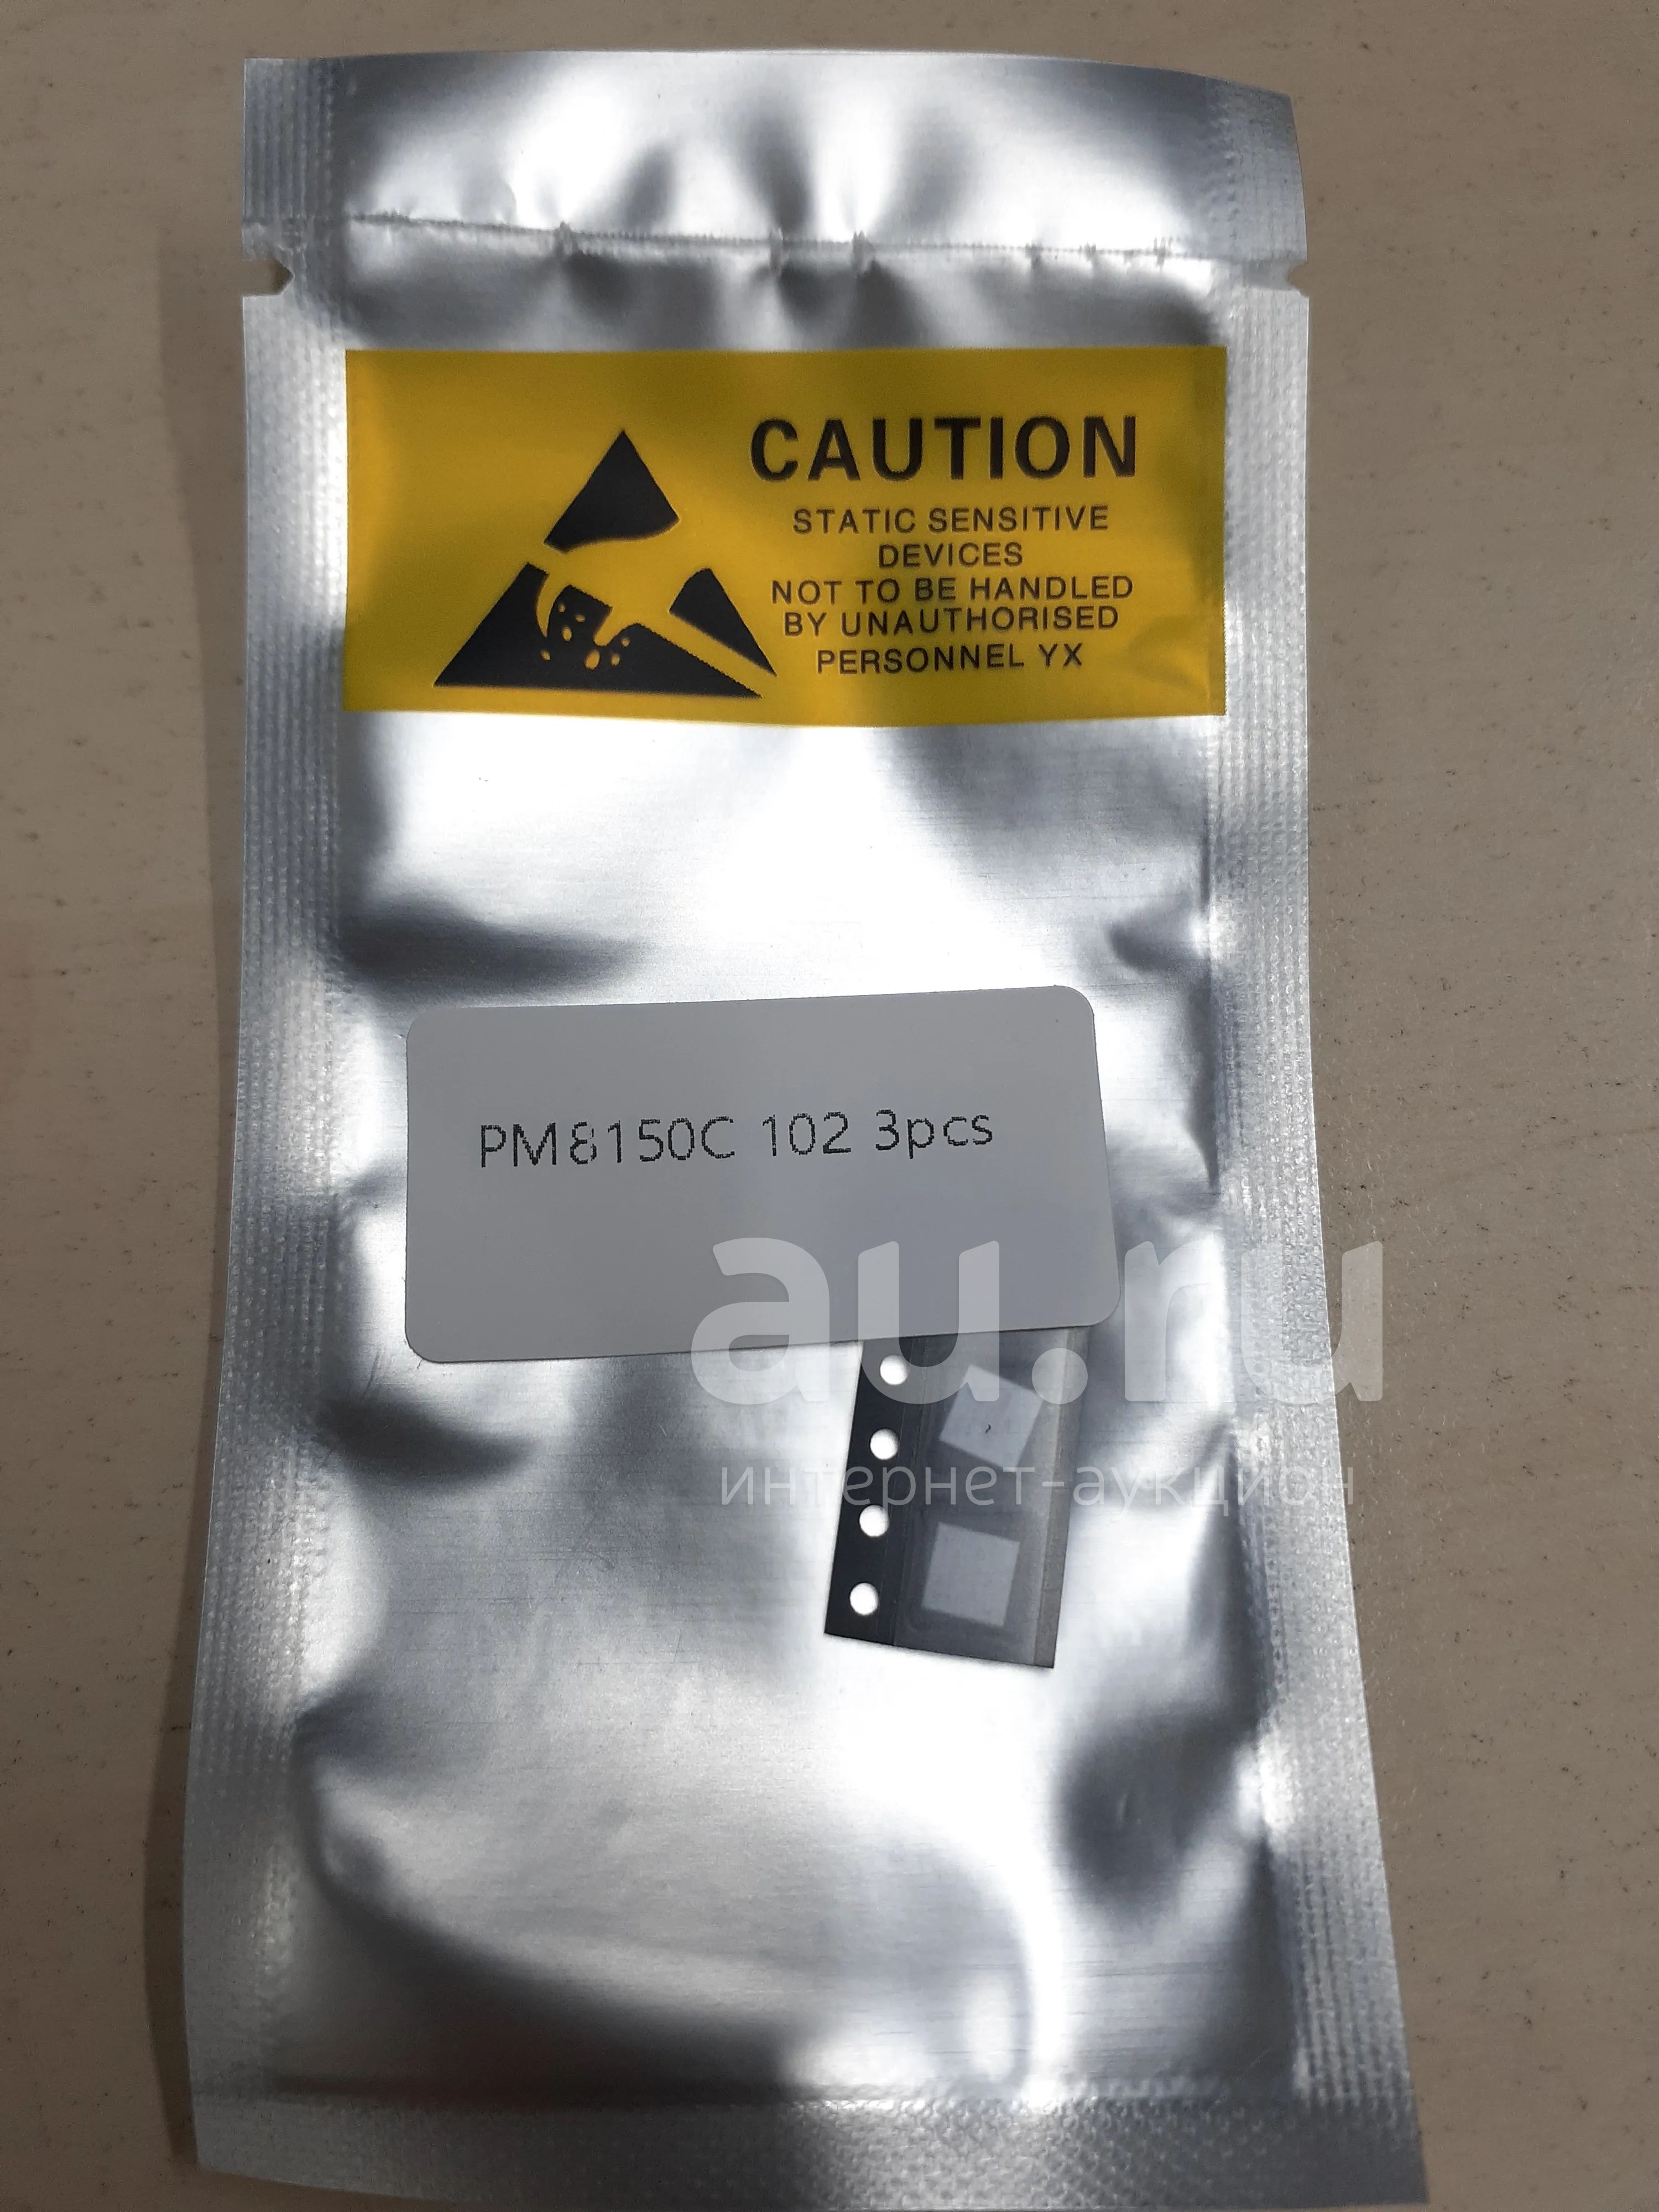 CAUTION
STATIC SENSITIVE
DEVICES
NOT TO BE HANDLED
BY UNAUTHORISED
PERSONNEL YX
PM8150C 102 3pcs
au.ru
интернет-аукцион